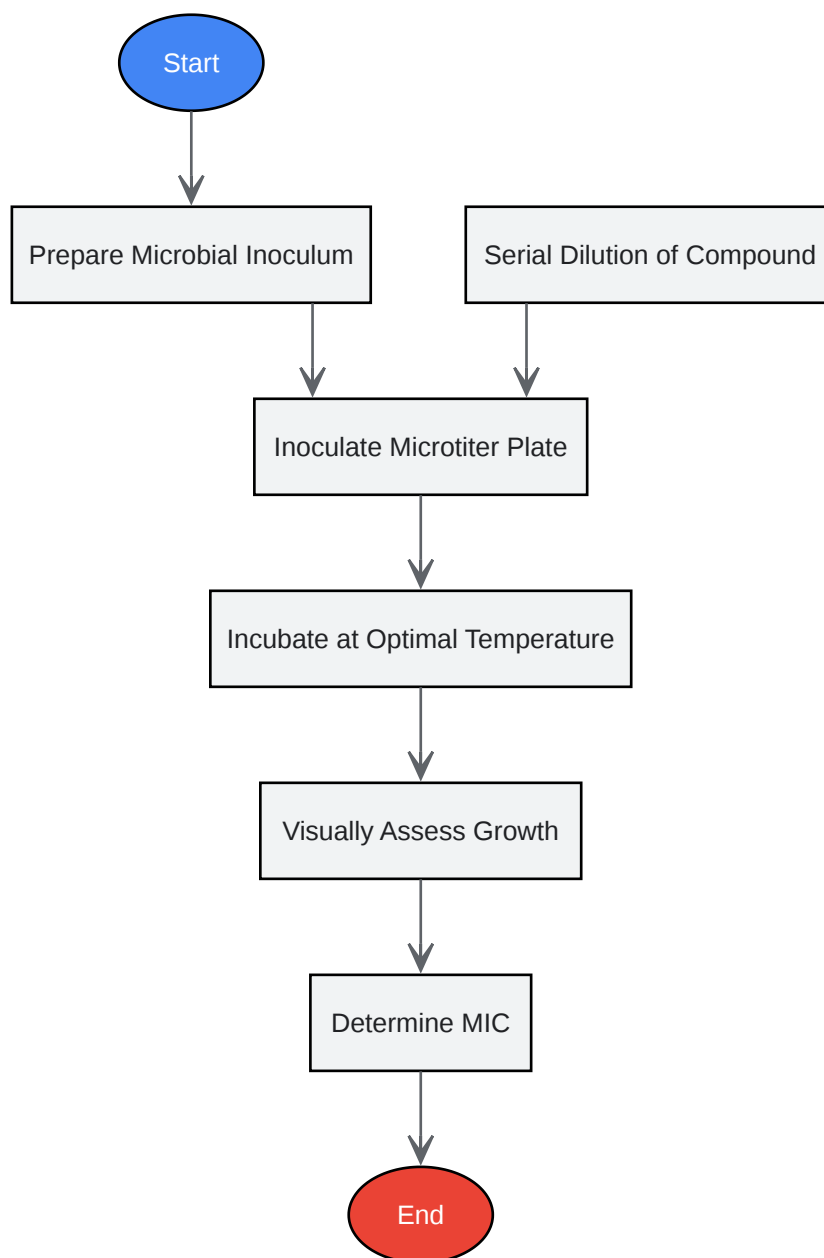 Start
Prepare Microbial Inoculum
Serial Dilution of Compound
Inoculate Microtiter Plate
Incubate at Optimal Temperature
Visually Assess Growth
Determine MIC
End